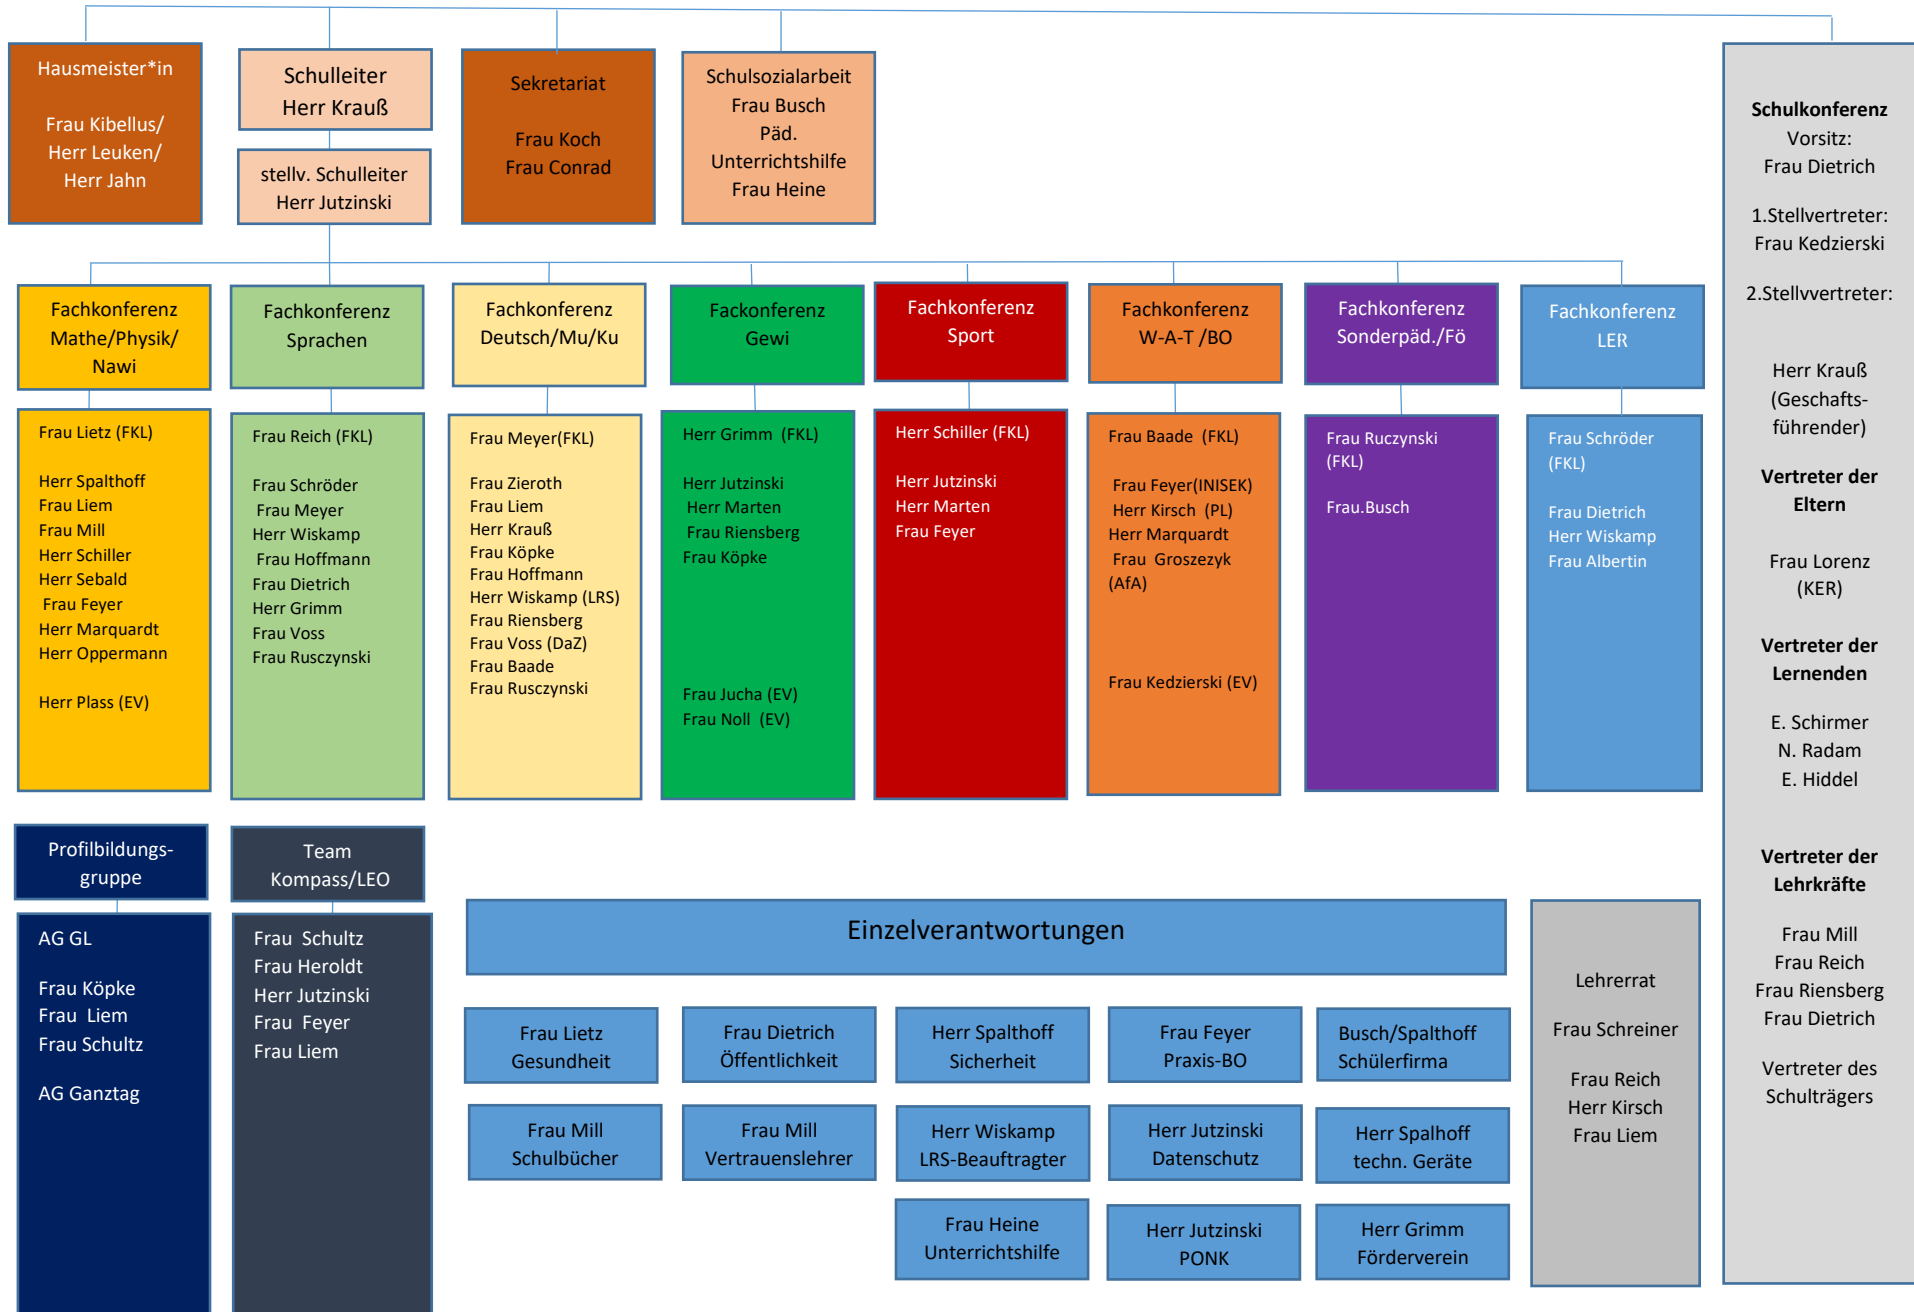 Hausmeister*in
Frau Kibellus/
Herr Leuken/
Herr Jahn
Schulleiter
Herr Krauß
stellv. Schulleiter
Herr Jutzinski
Sekretariat
Frau Koch
Frau Conrad
Schulsozialarbeit
Frau Busch
Päd.
Unterrichtshilfe
Frau Heine
Fachkonferenz
Mathe/Physik/
Nawi
Frau Lietz (FKL)
Herr Spalthoff
Frau Liem
Frau Mill
Herr Schiller
Herr Sebald
Frau Feyer
Herr Marquardt
Herr Oppermann
Herr Plass (EV)
Fachkonferenz
Sprachen
Frau Reich (FKL)
Frau Schröder
Frau Meyer
Herr Wiskamp
Frau Hoffmann
Frau Dietrich
Herr Grimm
Frau Voss
Frau Rusczynski
Fachkonferenz
Deutsch/Mu/Ku
Frau Meyer(FKL)
Frau Zieroth
Frau Liem
Herr Krauß
Frau Köpke
Frau Hoffmann
Herr Wiskamp (LRS)
Frau Riensberg
Frau Voss (DaZ)
Frau Baade
Frau Rusczynski
Fackonferenz
Gewi
Herr Grimm (FKL)
Herr Jutzinski
Herr Marten
Frau Riensberg
Frau Köpke
Frau Jucha (EV)
Frau Noll (EV)
Fachkonferenz
Sport
Herr Schiller (FKL)
Herr Jutzinski
Herr Marten
Frau Feyer
Fachkonferenz
W-A-T /BO
Frau Baade (FKL)
Frau Feyer(INISEK)
Herr Kirsch (PL)
Herr Marquardt
Frau Groszezyk
(AfA)
Frau Kedzierski (EV)
Fachkonferenz
Sonderpäd./Fö
Frau Ruczynski
(FKL)
Frau.Busch
Fachkonferenz
LER
Frau Schröder
(FKL)
Frau Dietrich
Herr Wiskamp
Frau Albertin
Schulkonferenz
Vorsitz:
Frau Dietrich
1.Stellvertreter:
Frau Kedzierski
2.Stellvvertreter:
Herr Krauß
(Geschafts-
führender)
Vertreter der
Eltern
Frau Lorenz
(KER)
Vertreter der
Lernenden
E. Schirmer
N. Radam
E. Hiddel
Vertreter der
Lehrkräfte
Frau Mill
Frau Reich
Frau Riensberg
Frau Dietrich
Vertreter des
Schulträgers
Profilbildungs-
gruppe
AG GL
Frau Köpke
Frau Liem
Frau Schultz
AG Ganztag
Team
Kompass/LEO
Frau Schultz
Frau Heroldt
Herr Jutzinski
Frau Feyer
Frau Liem
Einzelverantwortungen
Frau Lietz
Gesundheit
Frau Dietrich
Öffentlichkeit
Herr Spalthoff
Sicherheit
Frau Feyer
Praxis-BO
Busch/Spalthoff
Schülerfirma
Frau Mill
Schulbücher
Frau Mill
Vertrauenslehrer
Herr Wiskamp
LRS-Beauftragter
Herr Jutzinski
Datenschutz
Herr Spalhoff
techn. Geräte
Frau Heine
Unterrichtshilfe
Herr Jutzinski
PONK
Herr Grimm
Förderverein
Lehrerrat
Frau Schreiner
Frau Reich
Herr Kirsch
Frau Liem